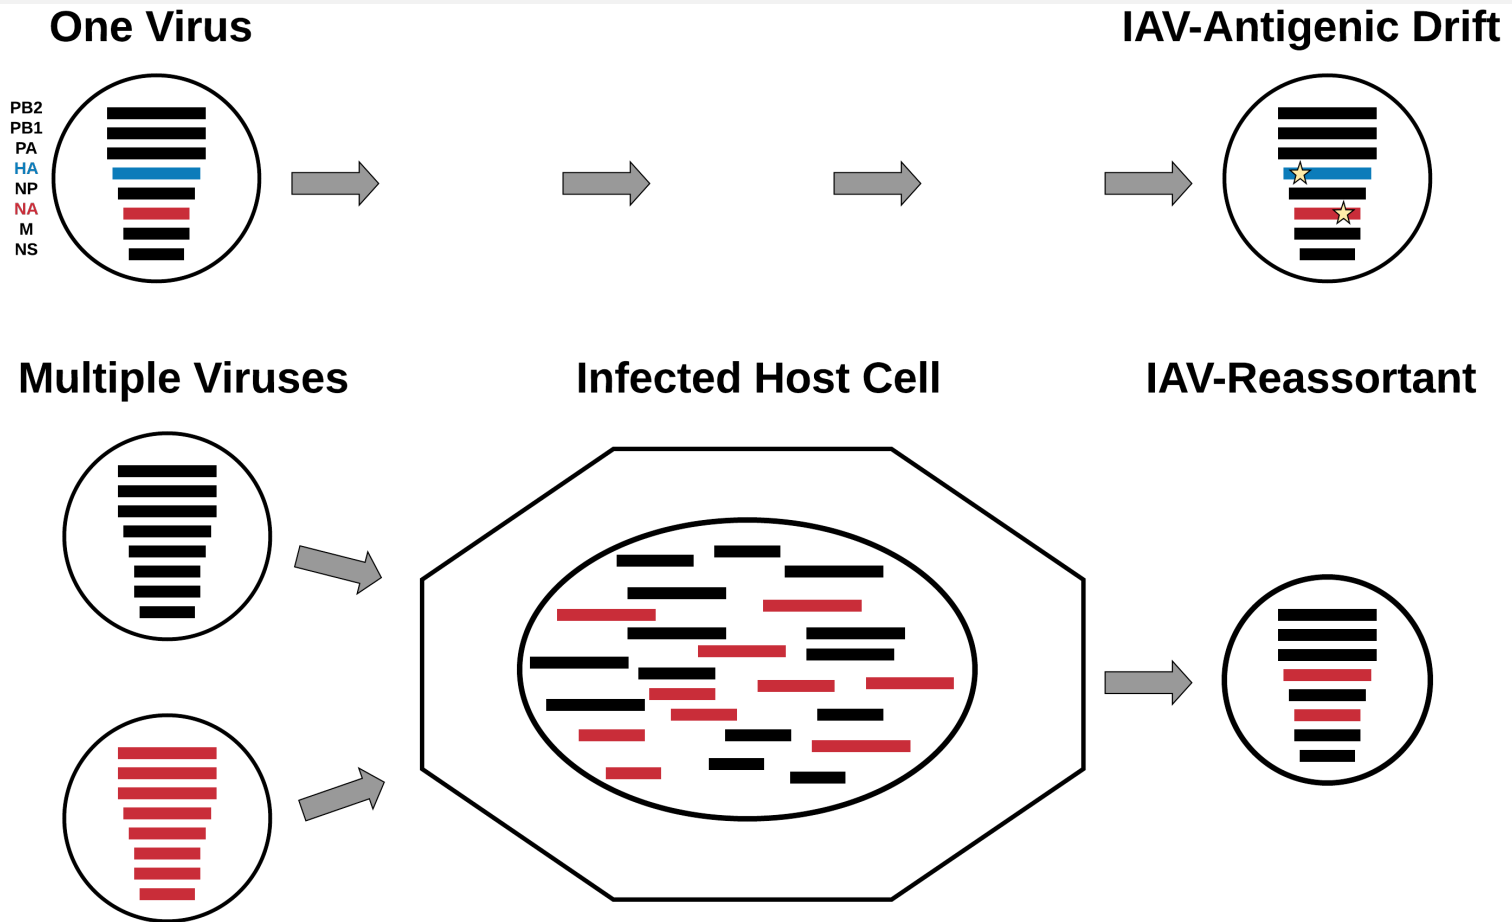 One Virus
IAV-Antigenic Drift
PB2
PB1
PA
HA
NP
NA
M
NS
Multiple Viruses
Infected Host Cell
IAV-Reassortant